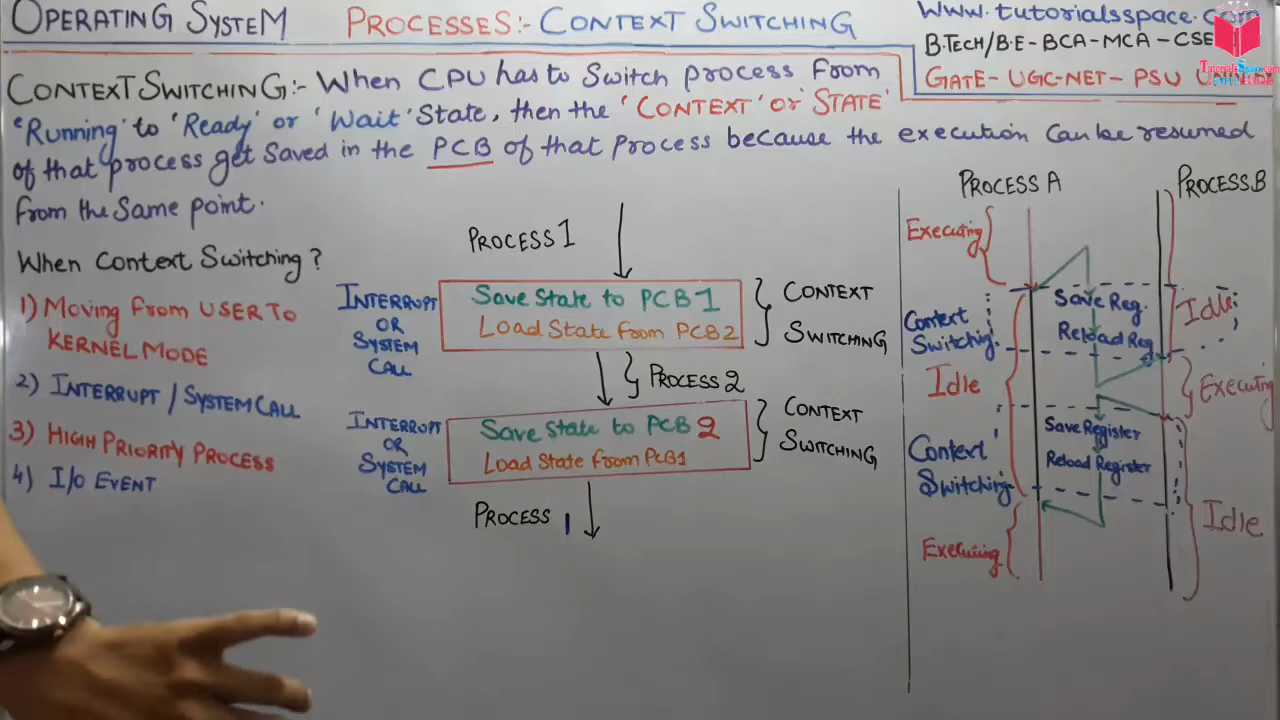 OPERATING SYSTEM PROCESSES:- CONTEXT SWITCHING
www.tutorialsspace.com
B.TECH/B.E-BCA-MCA-CSE
GATE-UGC-NET-PSU
CONTEXT SWITCHING:- When CPU has to Switch process from
'Running' to 'Ready' or 'Wait' State, then the 'CONTEXT' or STATE'
of that process get Saved in the PCB of that Process because the execution can be resumed
from the Same point.
When Context Switching?
1) MOVING FROM USER TO
KERNEL MODE
2) INTERRUPT / SYSTEM CALL
3) HIGH PRIORITY PROCESS
4) I/O EVENT
PROCESS 1
INTERRUPT
OR
SYSTEM
CALL
Save State to PCB 1
Load State from PCB2
CONTEXT
SWITCHING
PROCESS 2
INTERRUPT
OR
SYSTEM
CALL
Save State to PCB 2
Load State from PCB1
CONTEXT
SWITCHING
PROCESS 1
PROCESS A
PROCESS B
Executing
Save Reg.
Reload Reg
Idle
Context
Switching
Idle
Executing
Save Register
Reload Register
Context
Switching
Idle
Executing